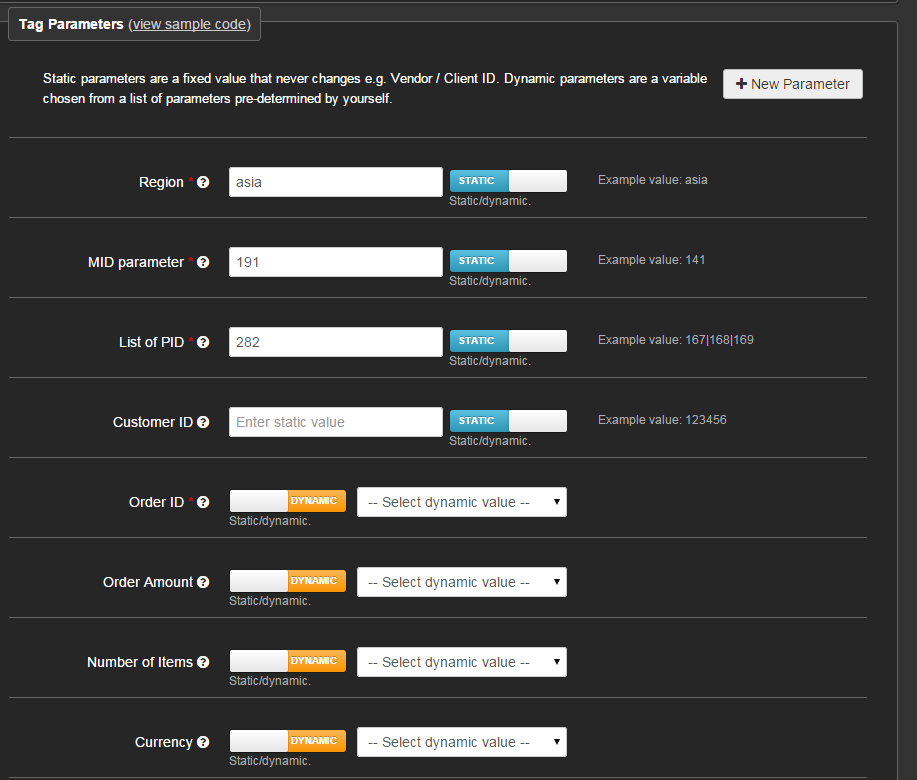 Tag Parameters (view sample code)
Static parameters are a fixed value that never changes e.g. Vendor / Client ID. Dynamic parameters are a variable
chosen from a list of parameters pre-determined by yourself.
+ New Parameter
Region * ? asia STATIC Example value: asia
Static/dynamic.
MID parameter * ? 191 STATIC Example value: 141
Static/dynamic.
List of PID * ? 282 STATIC Example value: 167|168|169
Static/dynamic.
Customer ID ? Enter static value STATIC Example value: 123456
Static/dynamic.
Order ID * ? DYNAMIC -- Select dynamic value --
Static/dynamic.
Order Amount ? DYNAMIC -- Select dynamic value --
Static/dynamic.
Number of Items ? DYNAMIC -- Select dynamic value --
Static/dynamic.
Currency ? DYNAMIC -- Select dynamic value --
Static/dynamic.